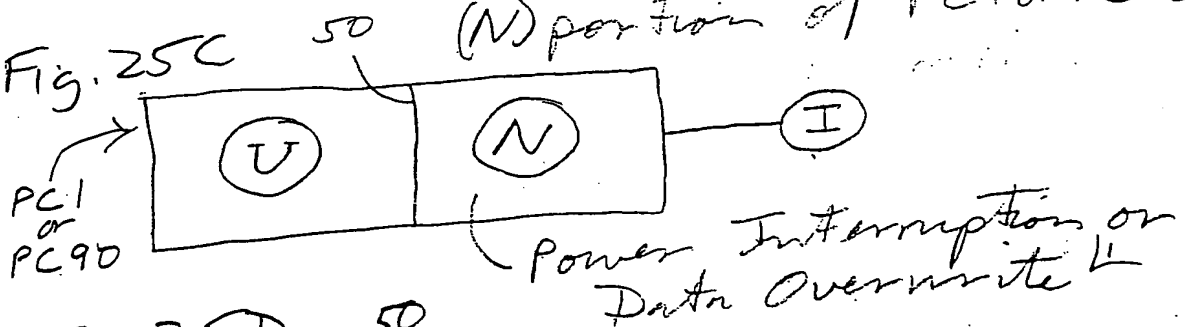 (N) portion of
Fig. 25C
50
U
N
I
PC1
or
PC90
Power Interruption or
Data Overwrite
50